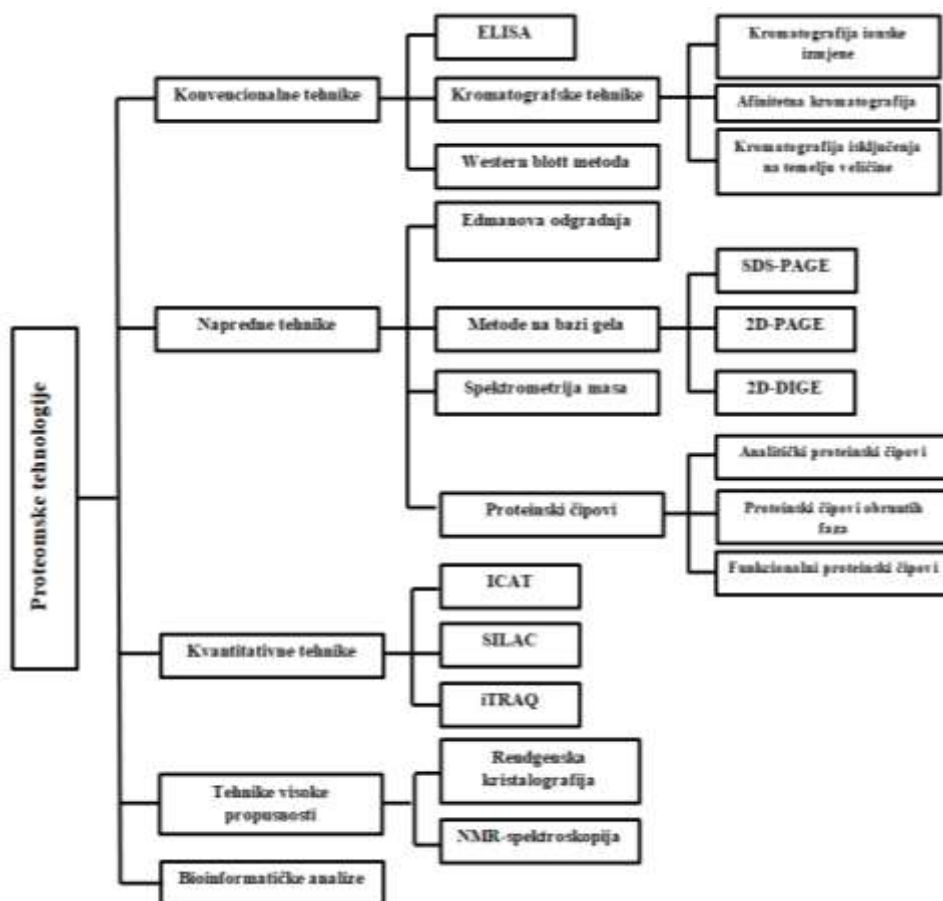 Proteomske tehnologije
Konvencionalne tehnike
ELISA
Kromatografske tehnike
Kromatografija ionske
izmjene
Afinitetna kromatografija
Kromatografija isključenja
na temelju veličine
Western blott metoda
Napredne tehnike
Edmanova odgradnja
Metode na bazi gela
SDS-PAGE
2D-PAGE
2D-DIGE
Spektrometrija masa
Proteinski čipovi
Analitički proteinski čipovi
Proteinski čipovi obrnutih
faza
Funkcionalni proteinski čipovi
Kvantitativne tehnike
ICAT
SILAC
iTRAQ
Tehnike visoke
propusnosti
Rendgenska
kristalografija
NMR-spektroskopija
Bioinformatičke analize